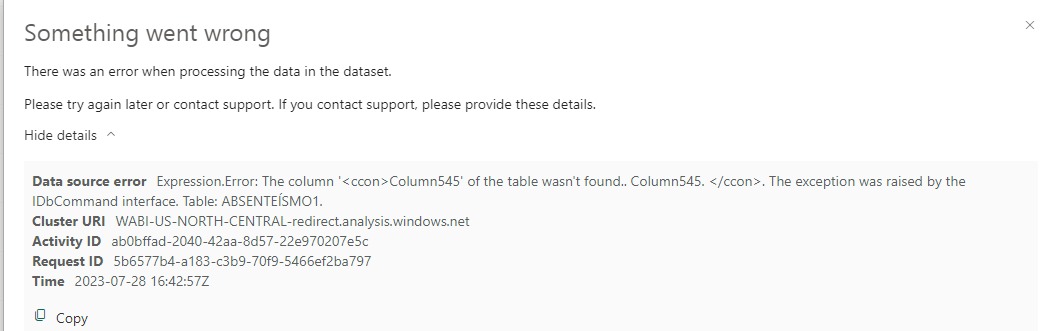 Something went wrong
There was an error when processing the data in the dataset.
Please try again later or contact support. If you contact support, please provide these details.
Hide details
Data source error Expression.Error: The column '<ccon>Column545' of the table wasn't found.. Column545. </ccon>. The exception was raised by the
IDbCommand interface. Table: ABSENTEÍSMO1.
Cluster URI WABI-US-NORTH-CENTRAL-redirect.analysis.windows.net
Activity ID ab0bffad-2040-42aa-8d57-22e970207e5c
Request ID 5b6577b4-a183-c3b9-70f9-5466ef2ba797
Time 2023-07-28 16:42:57Z
Copy